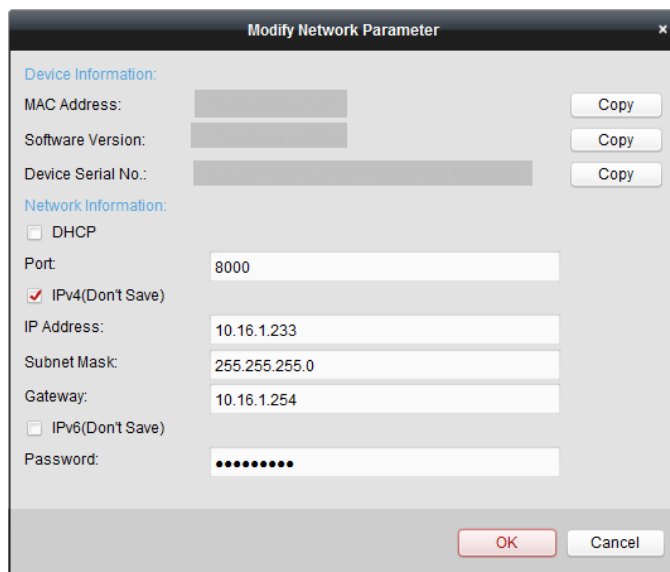 Modify Network Parameter ×
Device Information:
MAC Address: Copy
Software Version: Copy
Device Serial No.: Copy
Network Information:
DHCP
Port: 8000
IPv4(Don't Save)
IP Address: 10.16.1.233
Subnet Mask: 255.255.255.0
Gateway: 10.16.1.254
IPv6(Don't Save)
Password: •••••••••
OK Cancel